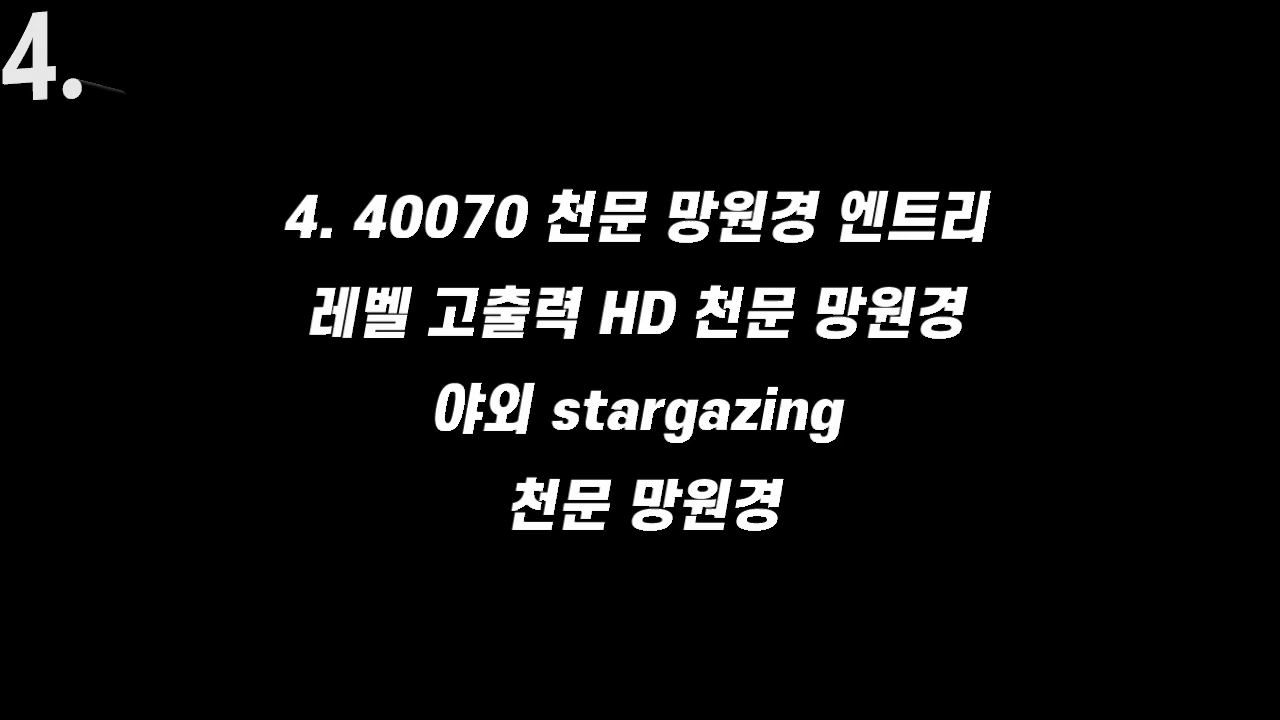 4.
4. 40070 천문 망원경 엔트리
레벨 고출력 HD 천문 망원경
야외 stargazing
천문 망원경